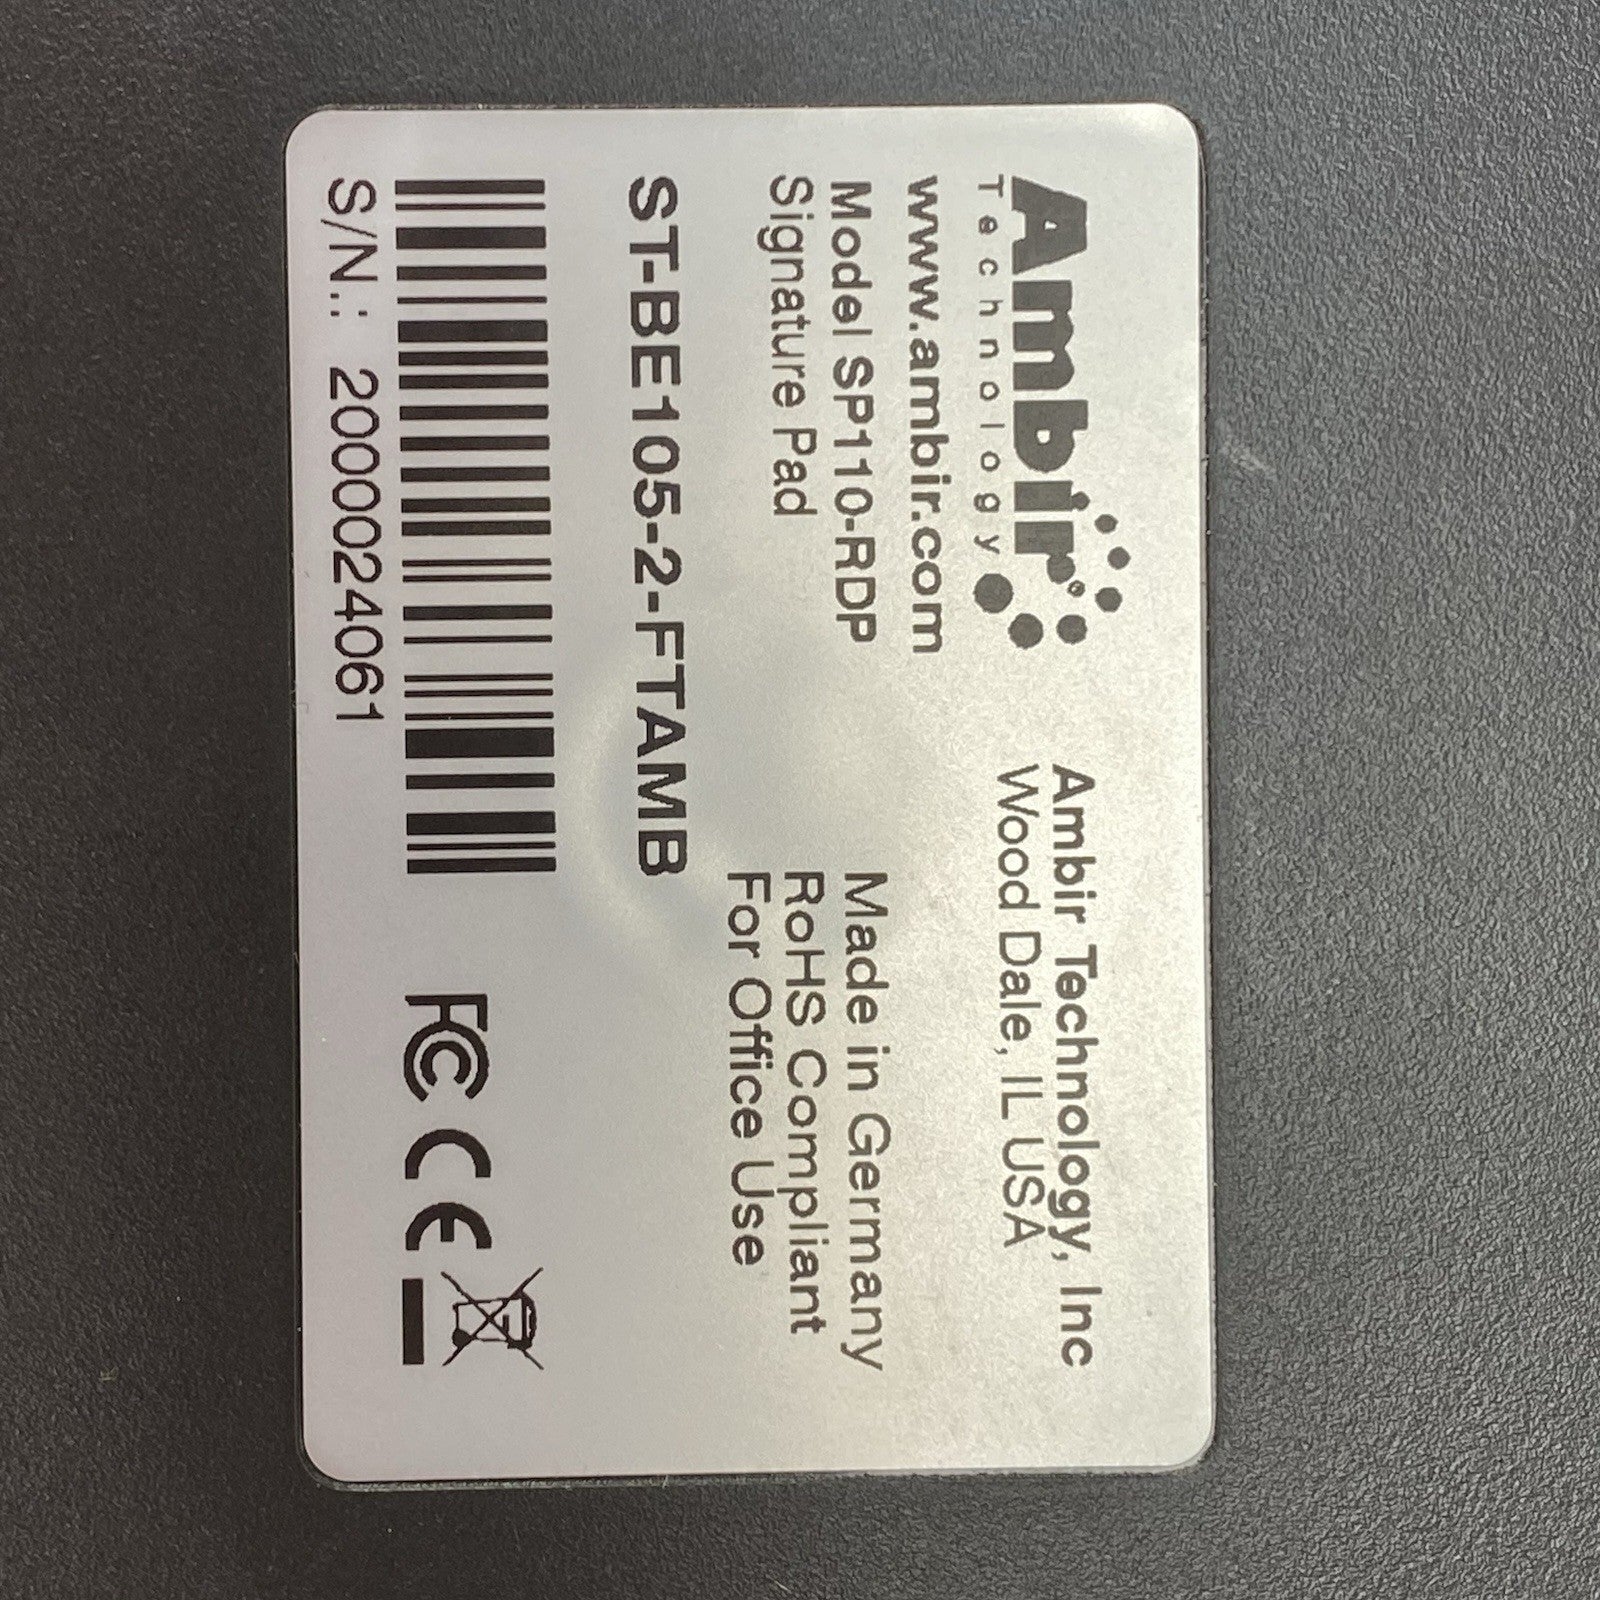 Ambir®
Technology
www.ambir.com
Model SP110-RDP
Signature Pad
Ambir Technology, Inc
Wood Dale, IL USA
Made in Germany
RoHS Compliant
For Office Use
ST-BE105-2-FTAMB
S/N.: 2000024061
FC CE